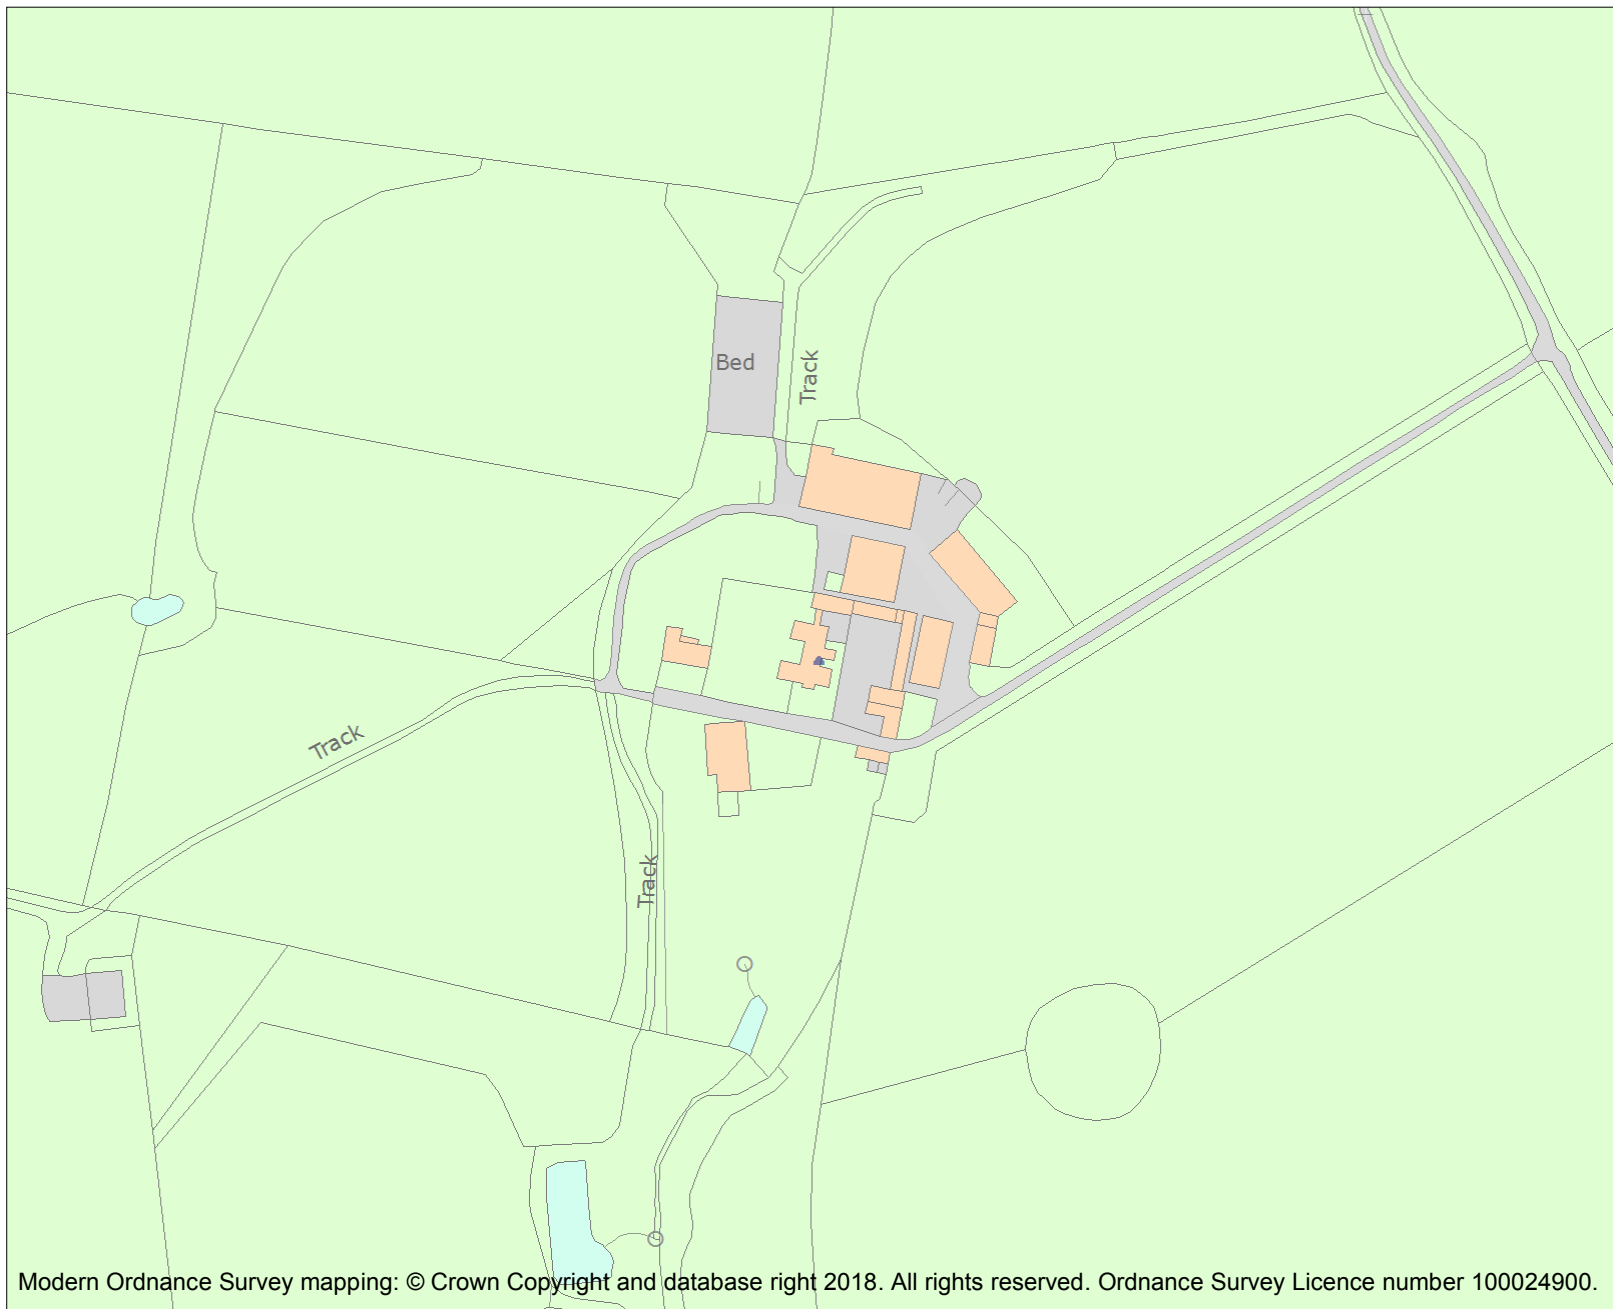 Bed
Track
Track
Track
Modern Ordnance Survey mapping: © Crown Copyright and database right 2018. All rights reserved. Ordnance Survey Licence number 100024900.